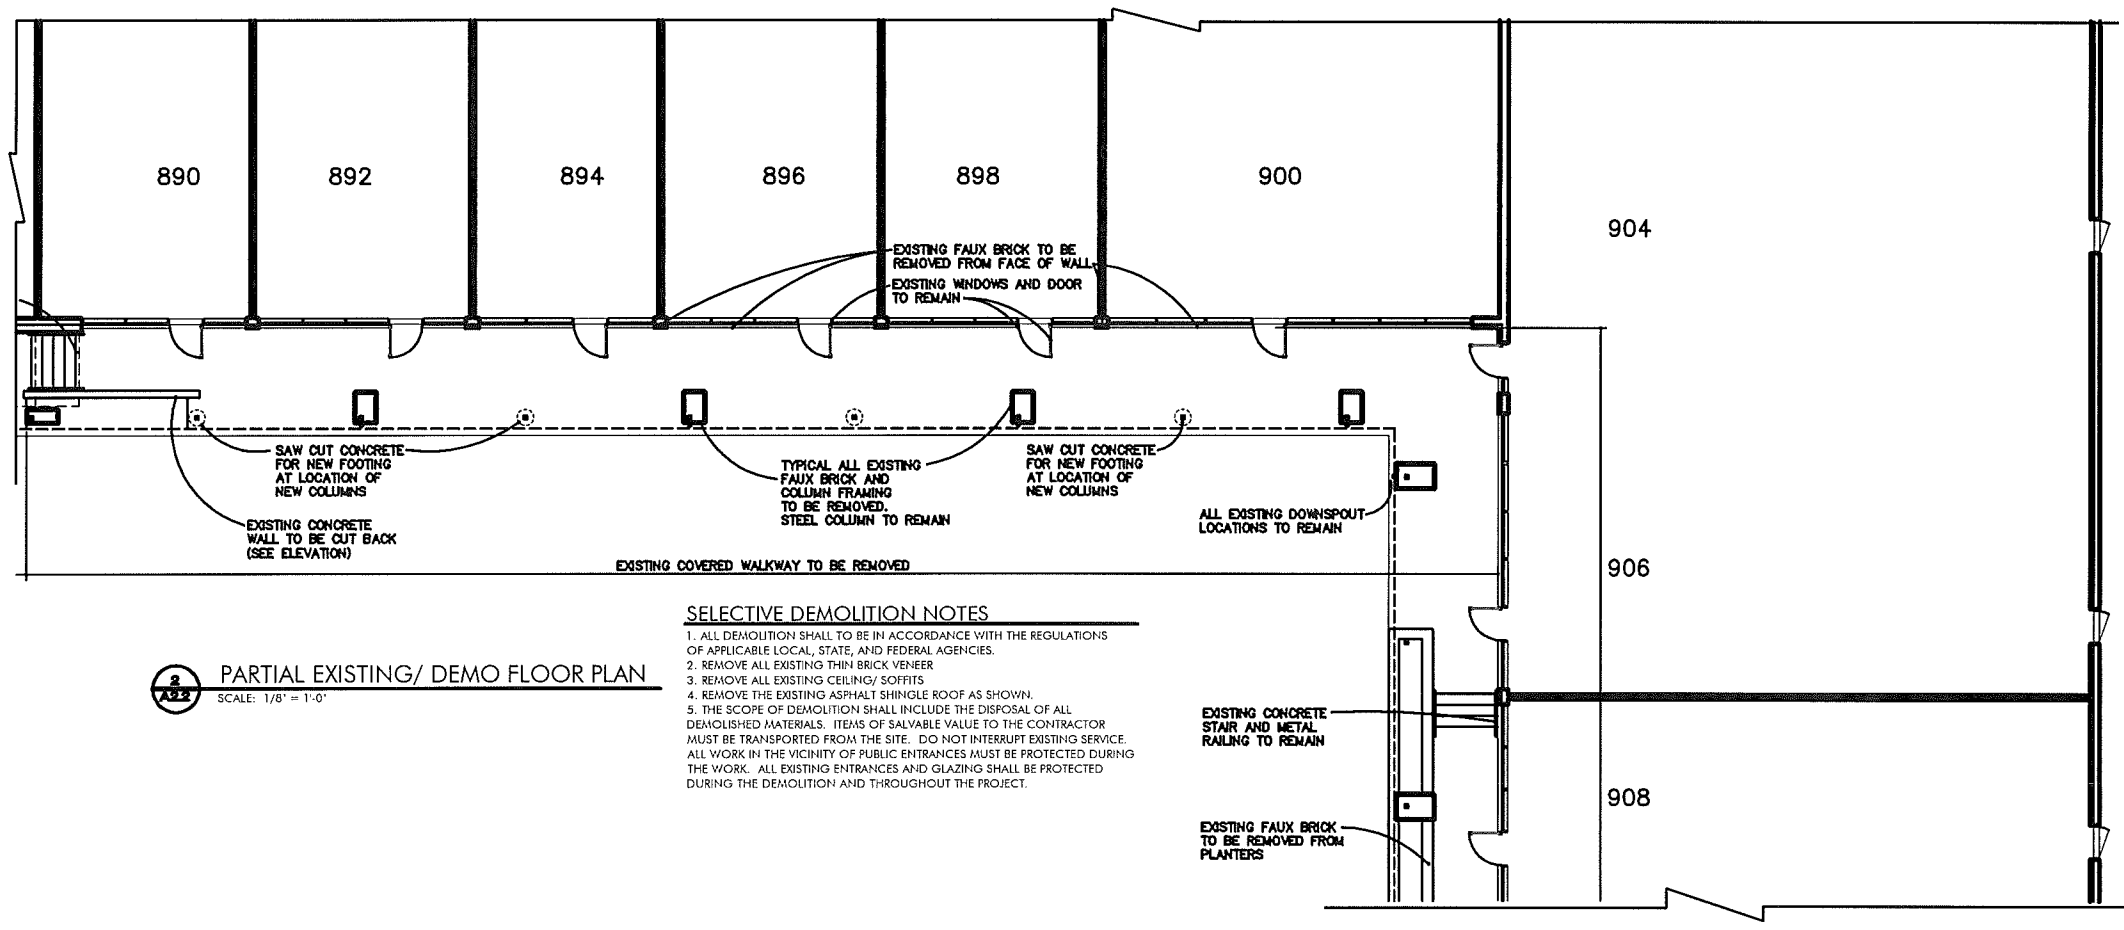 890
892
894
896
898
900
904
EXISTING FAUX BRICK TO BE
REMOVED FROM FACE OF WALL
EXISTING WINDOWS AND DOOR
TO REMAIN
SAW CUT CONCRETE
FOR NEW FOOTING
AT LOCATION OF
NEW COLUMNS
TYPICAL ALL EXISTING
FAUX BRICK AND
COLUMN FRAMING
TO BE REMOVED.
STEEL COLUMN TO REMAIN
SAW CUT CONCRETE
FOR NEW FOOTING
AT LOCATION OF
NEW COLUMNS
ALL EXISTING DOWNSPOUT
LOCATIONS TO REMAIN
EXISTING CONCRETE
WALL TO BE CUT BACK
(SEE ELEVATION)
EXISTING COVERED WALKWAY TO BE REMOVED
906
SELECTIVE DEMOLITION NOTES
1. ALL DEMOLITION SHALL TO BE IN ACCORDANCE WITH THE REGULATIONS
OF APPLICABLE LOCAL, STATE, AND FEDERAL AGENCIES.
2. REMOVE ALL EXISTING THIN BRICK VENEER
3. REMOVE ALL EXISTING CEILING/ SOFFITS
4. REMOVE THE EXISTING ASPHALT SHINGLE ROOF AS SHOWN.
5. THE SCOPE OF DEMOLITION SHALL INCLUDE THE DISPOSAL OF ALL
DEMOLISHED MATERIALS. ITEMS OF SALVABLE VALUE TO THE CONTRACTOR
MUST BE TRANSPORTED FROM THE SITE. DO NOT INTERRUPT EXISTING SERVICE.
ALL WORK IN THE VICINITY OF PUBLIC ENTRANCES MUST BE PROTECTED DURING
THE WORK. ALL EXISTING ENTRANCES AND GLAZING SHALL BE PROTECTED
DURING THE DEMOLITION AND THROUGHOUT THE PROJECT.
2
A2.2
PARTIAL EXISTING/ DEMO FLOOR PLAN
SCALE: 1/8" = 1'-0"
EXISTING CONCRETE
STAIR AND METAL
RAILING TO REMAIN
908
EXISTING FAUX BRICK
TO BE REMOVED FROM
PLANTERS